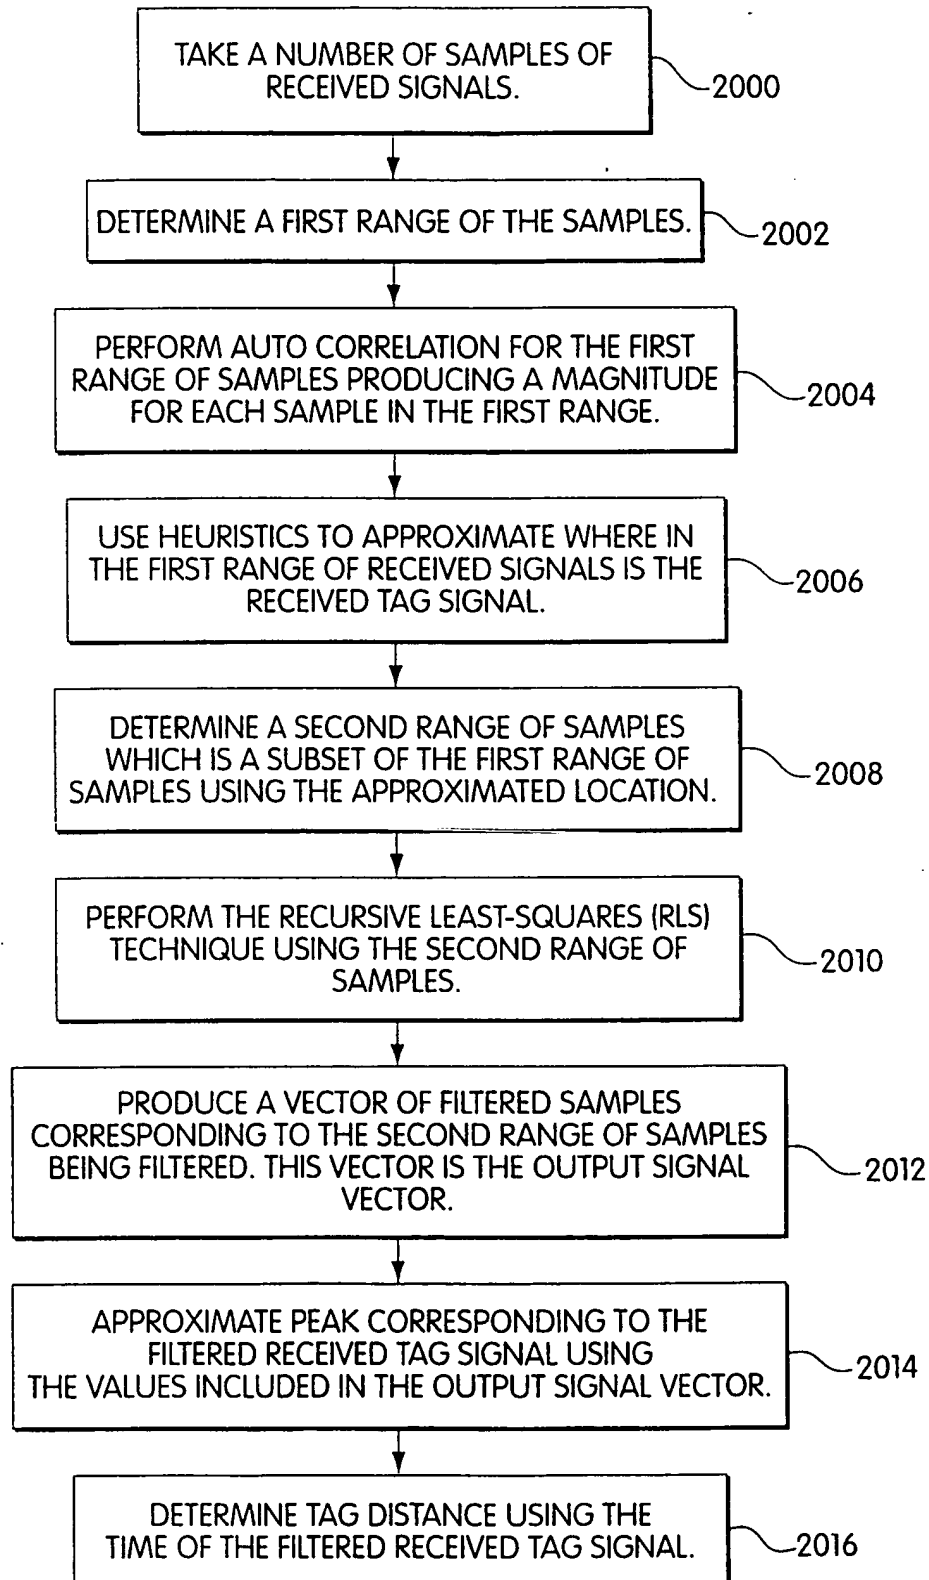 TAKE A NUMBER OF SAMPLES OF
RECEIVED SIGNALS.
2000
DETERMINE A FIRST RANGE OF THE SAMPLES.
2002
PERFORM AUTO CORRELATION FOR THE FIRST
RANGE OF SAMPLES PRODUCING A MAGNITUDE
FOR EACH SAMPLE IN THE FIRST RANGE.
2004
USE HEURISTICS TO APPROXIMATE WHERE IN
THE FIRST RANGE OF RECEIVED SIGNALS IS THE
RECEIVED TAG SIGNAL.
2006
DETERMINE A SECOND RANGE OF SAMPLES
WHICH IS A SUBSET OF THE FIRST RANGE OF
SAMPLES USING THE APPROXIMATED LOCATION.
2008
PERFORM THE RECURSIVE LEAST-SQUARES (RLS)
TECHNIQUE USING THE SECOND RANGE OF
SAMPLES.
2010
PRODUCE A VECTOR OF FILTERED SAMPLES
CORRESPONDING TO THE SECOND RANGE OF SAMPLES
BEING FILTERED. THIS VECTOR IS THE OUTPUT SIGNAL
VECTOR.
2012
APPROXIMATE PEAK CORRESPONDING TO THE
FILTERED RECEIVED TAG SIGNAL USING
THE VALUES INCLUDED IN THE OUTPUT SIGNAL VECTOR.
2014
DETERMINE TAG DISTANCE USING THE
TIME OF THE FILTERED RECEIVED TAG SIGNAL.
2016